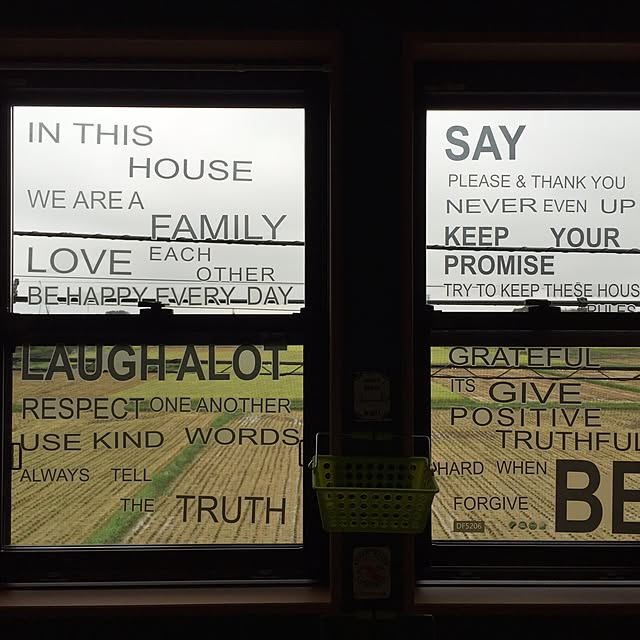 IN THIS
HOUSE
WE ARE A
FAMILY
LOVE EACH
OTHER
BE HAPPY EVERY DAY
LAUGH ALOT
RESPECT ONE ANOTHER
USE KIND WORDS
ALWAYS TELL
THE TRUTH
SAY
PLEASE & THANK YOU
NEVER EVEN UP
KEEP YOUR
PROMISE
TRY TO KEEP THESE HOUS
RULES
GRATEFUL
ITS GIVE
POSITIVE
TRUTHFUL
HARD WHEN
FORGIVE BE
DF5206